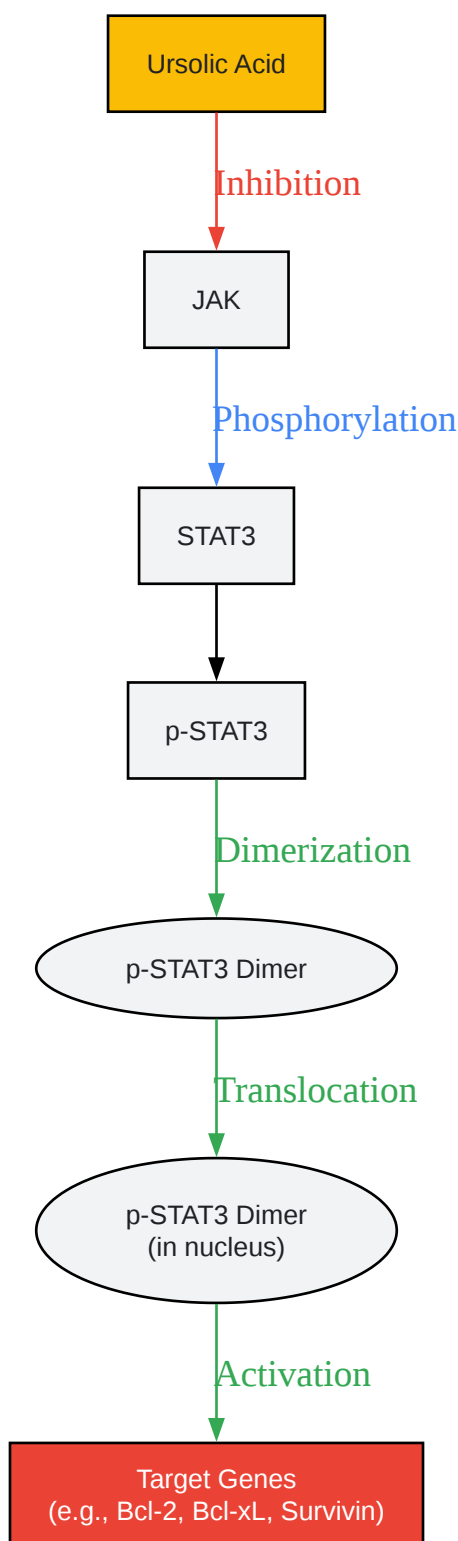 Ursolic Acid
Inhibition
JAK
Phosphorylation
STAT3
p-STAT3
Dimerization
p-STAT3 Dimer
Translocation
p-STAT3 Dimer
(in nucleus)
Activation
Target Genes
(e.g., Bcl-2, Bcl-xL, Survivin)